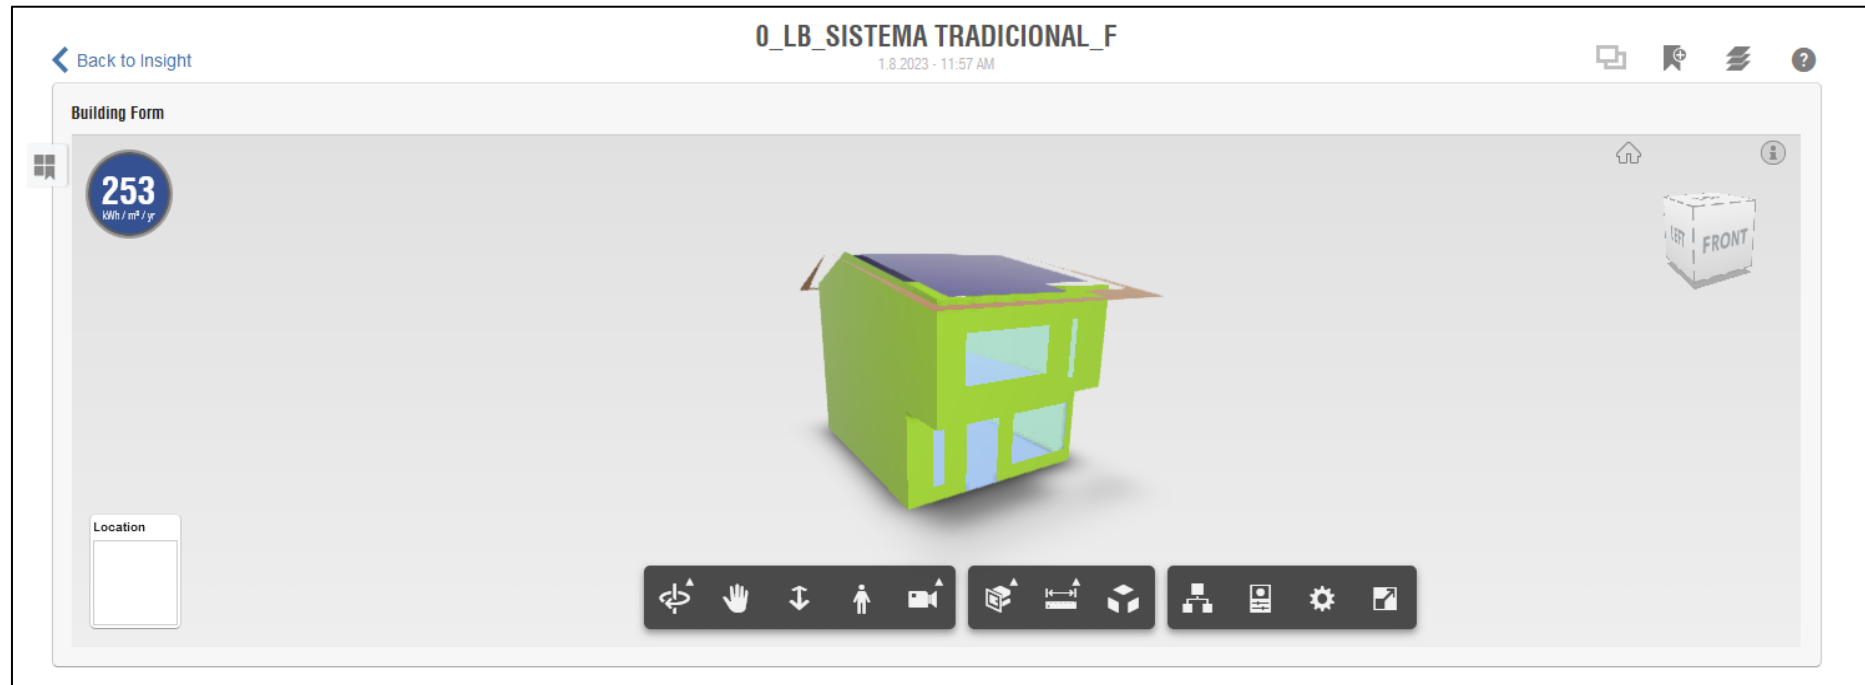 0_LB_SISTEMA TRADICIONAL_F
1.8.2023 - 11:57 AM
Back to Insight
?
Building Form
253
kWh / m² / yr
LEFT
FRONT
Location